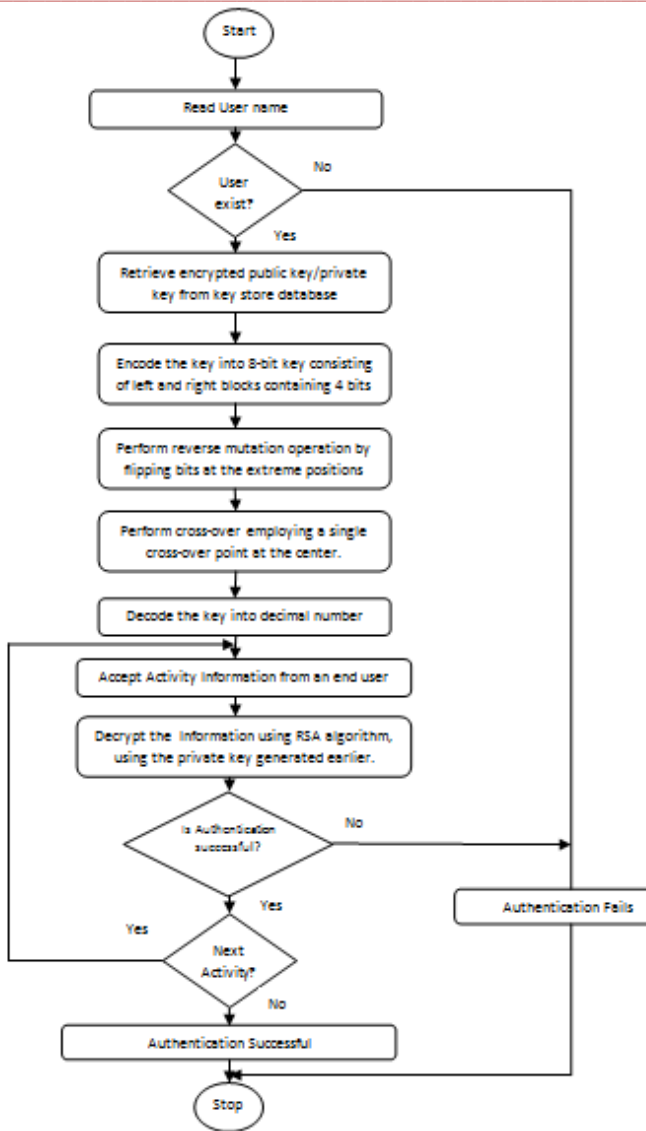 Start
Read User name
No
User
exist?
Yes
Retrieve encrypted public key/private
key from key store database
Encode the key into 8-bit key consisting
of left and right blocks containing 4 bits
Perform reverse mutation operation by
flipping bits at the extreme positions
Perform cross-over employing a single
cross-over point at the center.
Decode the key into decimal number
Accept Activity Information from an end user
Decrypt the Information using RSA algorithm,
using the private key generated earlier.
Is Authentication
successful?
No
Yes
Authentication Fails
Yes
Next
Activity?
No
Authentication Successful
Stop